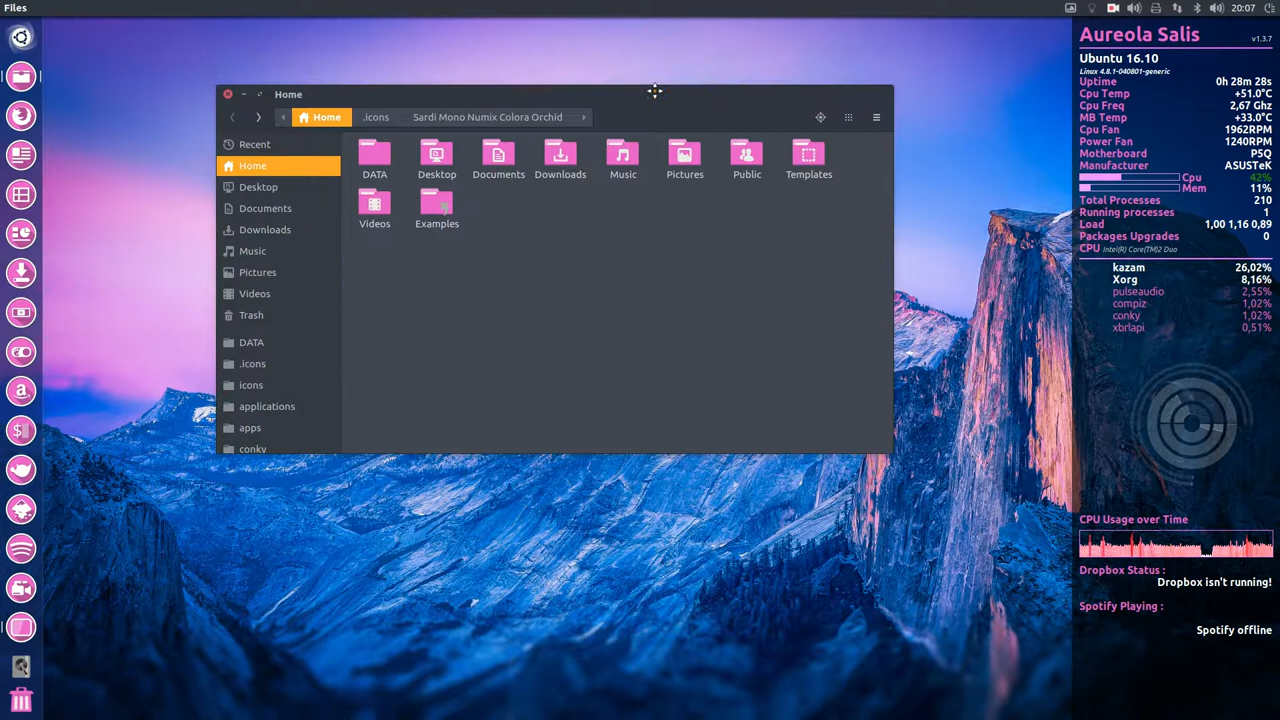 Files
20:07
Home
Home
.icons
Sardi Mono Numix Colora Orchid
Recent
Home
Desktop
Documents
Downloads
Music
Pictures
Videos
Trash
DATA
.icons
icons
applications
apps
conky
DATA
Desktop
Documents
Downloads
Music
Pictures
Public
Templates
Videos
Examples
Aureola Salis v1.3.7
Ubuntu 16.10
Linux 4.8.1-040801-generic
Uptime 0h 28m 28s
Cpu Temp +51.0°C
Cpu Freq 2,67 Ghz
MB Temp +33.0°C
Cpu Fan 1962RPM
Power Fan 1240RPM
Motherboard P5Q
Manufacturer ASUSTeK
Cpu 42%
Mem 11%
Total Processes 210
Running processes 1
Load 1,00 1,16 0,89
Packages Upgrades 0
CPU Intel(R) Core(TM)2 Duo
kazam 26,02%
Xorg 8,16%
pulseaudio 2,55%
compiz 1,02%
conky 1,02%
xbrlapi 0,51%
CPU Usage over Time
Dropbox Status :
Dropbox isn't running!
Spotify Playing :
Spotify offline